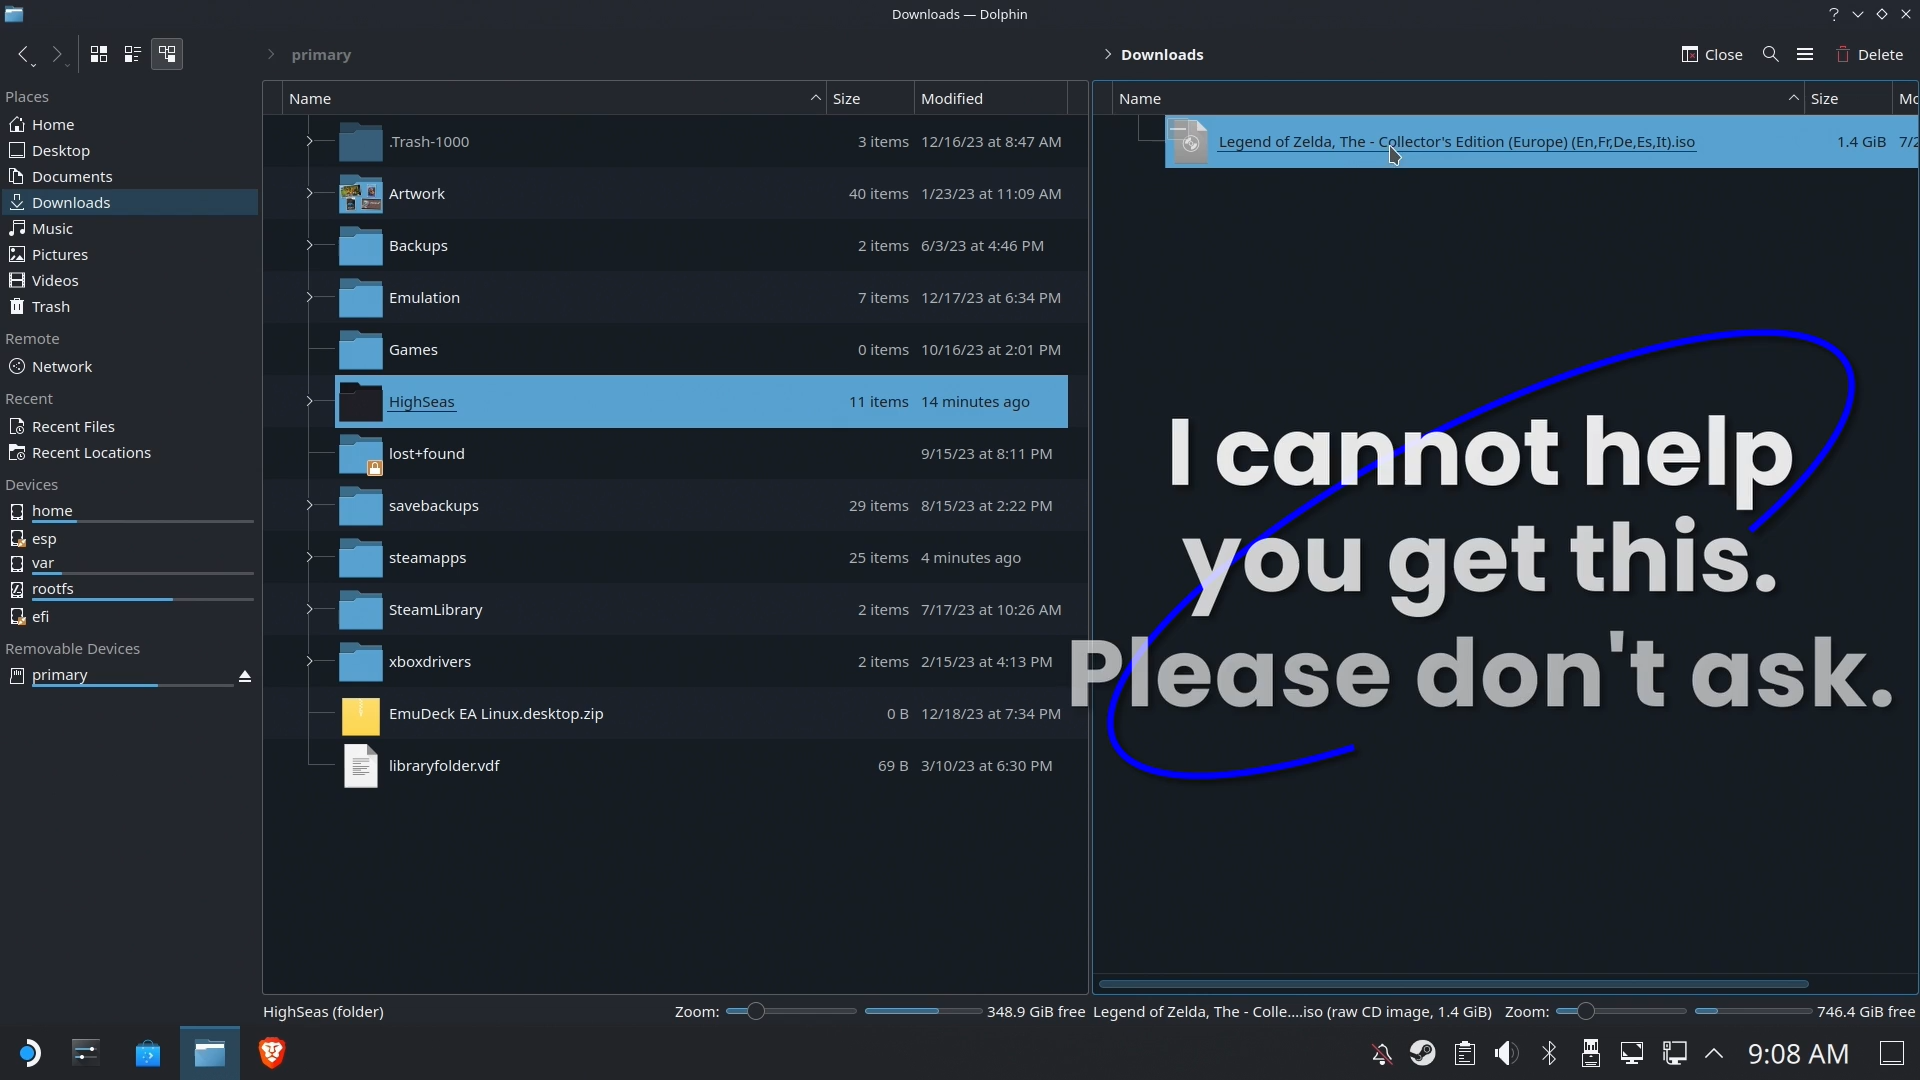 Downloads — Dolphin
primary
Downloads
Close
Delete
Places
Home
Desktop
Documents
Downloads
Music
Pictures
Videos
Trash
Remote
Network
Recent
Recent Files
Recent Locations
Devices
home
esp
var
rootfs
efi
Removable Devices
primary
Name Size Modified
.Trash-1000 3 items 12/16/23 at 8:47 AM
Artwork 40 items 1/23/23 at 11:09 AM
Backups 2 items 6/3/23 at 4:46 PM
Emulation 7 items 12/17/23 at 6:34 PM
Games 0 items 10/16/23 at 2:01 PM
HighSeas 11 items 14 minutes ago
lost+found 9/15/23 at 8:11 PM
savebackups 29 items 8/15/23 at 2:22 PM
steamapps 25 items 4 minutes ago
SteamLibrary 2 items 7/17/23 at 10:26 AM
xboxdrivers 2 items 2/15/23 at 4:13 PM
EmuDeck EA Linux.desktop.zip 0 B 12/18/23 at 7:34 PM
libraryfolder.vdf 69 B 3/10/23 at 6:30 PM
Name Size Mo
Legend of Zelda, The - Collector's Edition (Europe) (En,Fr,De,Es,It).iso 1.4 GiB 7/2
I cannot help
you get this.
Please don't ask.
HighSeas (folder) Zoom: 348.9 GiB free
Legend of Zelda, The - Colle....iso (raw CD image, 1.4 GiB) Zoom: 746.4 GiB free
9:08 AM